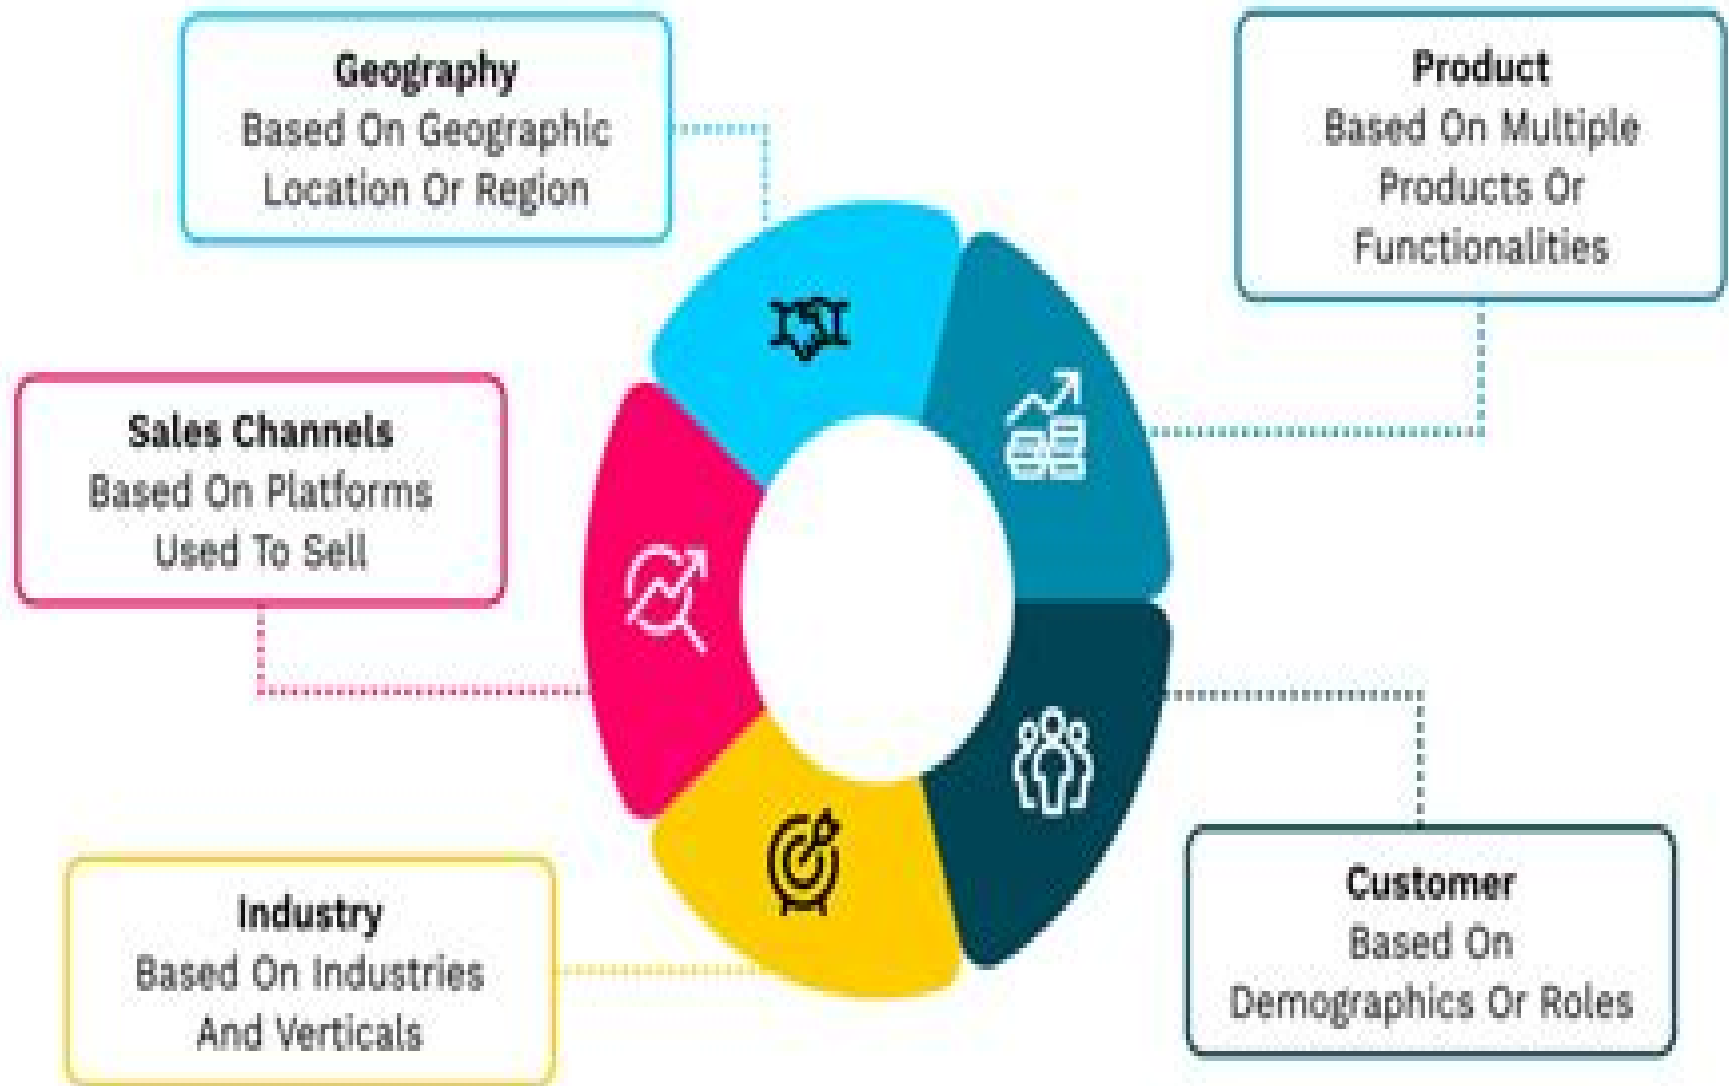 Geography
Based On Geographic
Location Or Region
Product
Based On Multiple
Products Or
Functionalities
Sales Channels
Based On Platforms
Used To Sell
Industry
Based On Industries
And Verticals
Customer
Based On
Demographics Or Roles